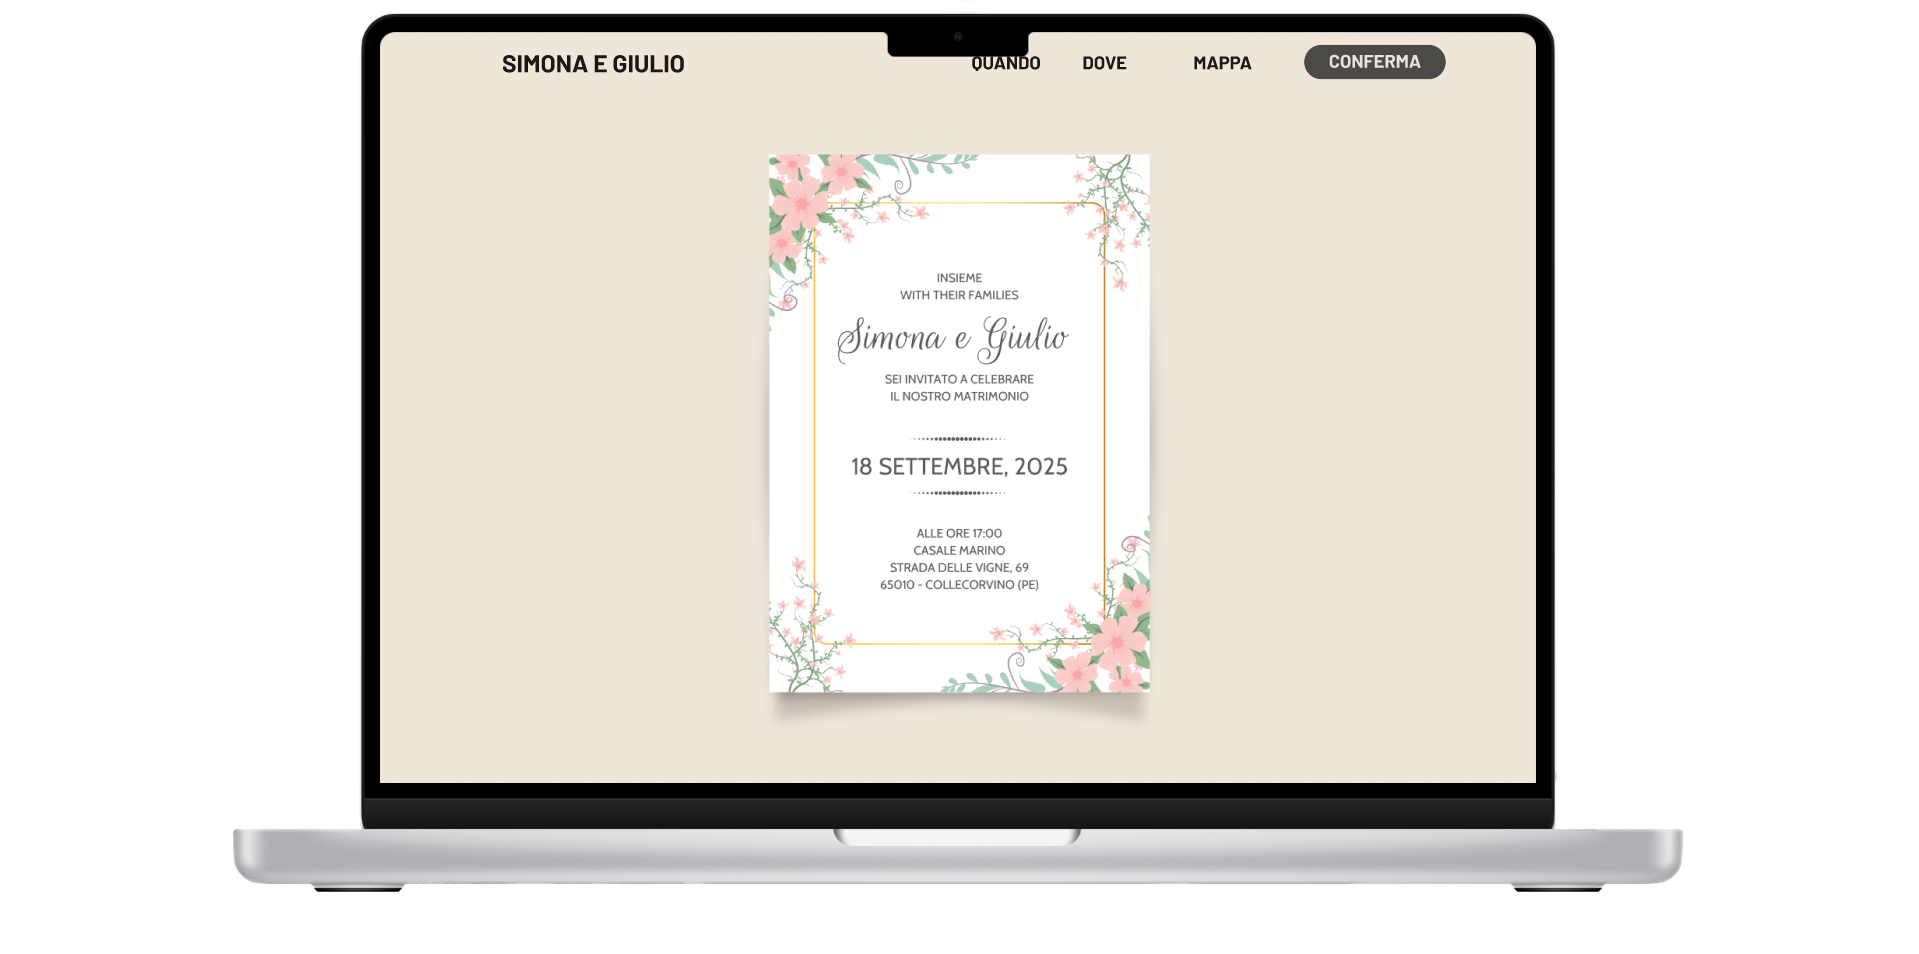 SIMONA E GIULIO
QUANDO DOVE MAPPA CONFERMA
INSIEME
WITH THEIR FAMILIES
Simona e Giulio
SEI INVITATO A CELEBRARE
IL NOSTRO MATRIMONIO
18 SETTEMBRE, 2025
ALLE ORE 17:00
CASALE MARINO
STRADA DELLE VIGNE, 69
65010 - COLLECORVINO (PE)